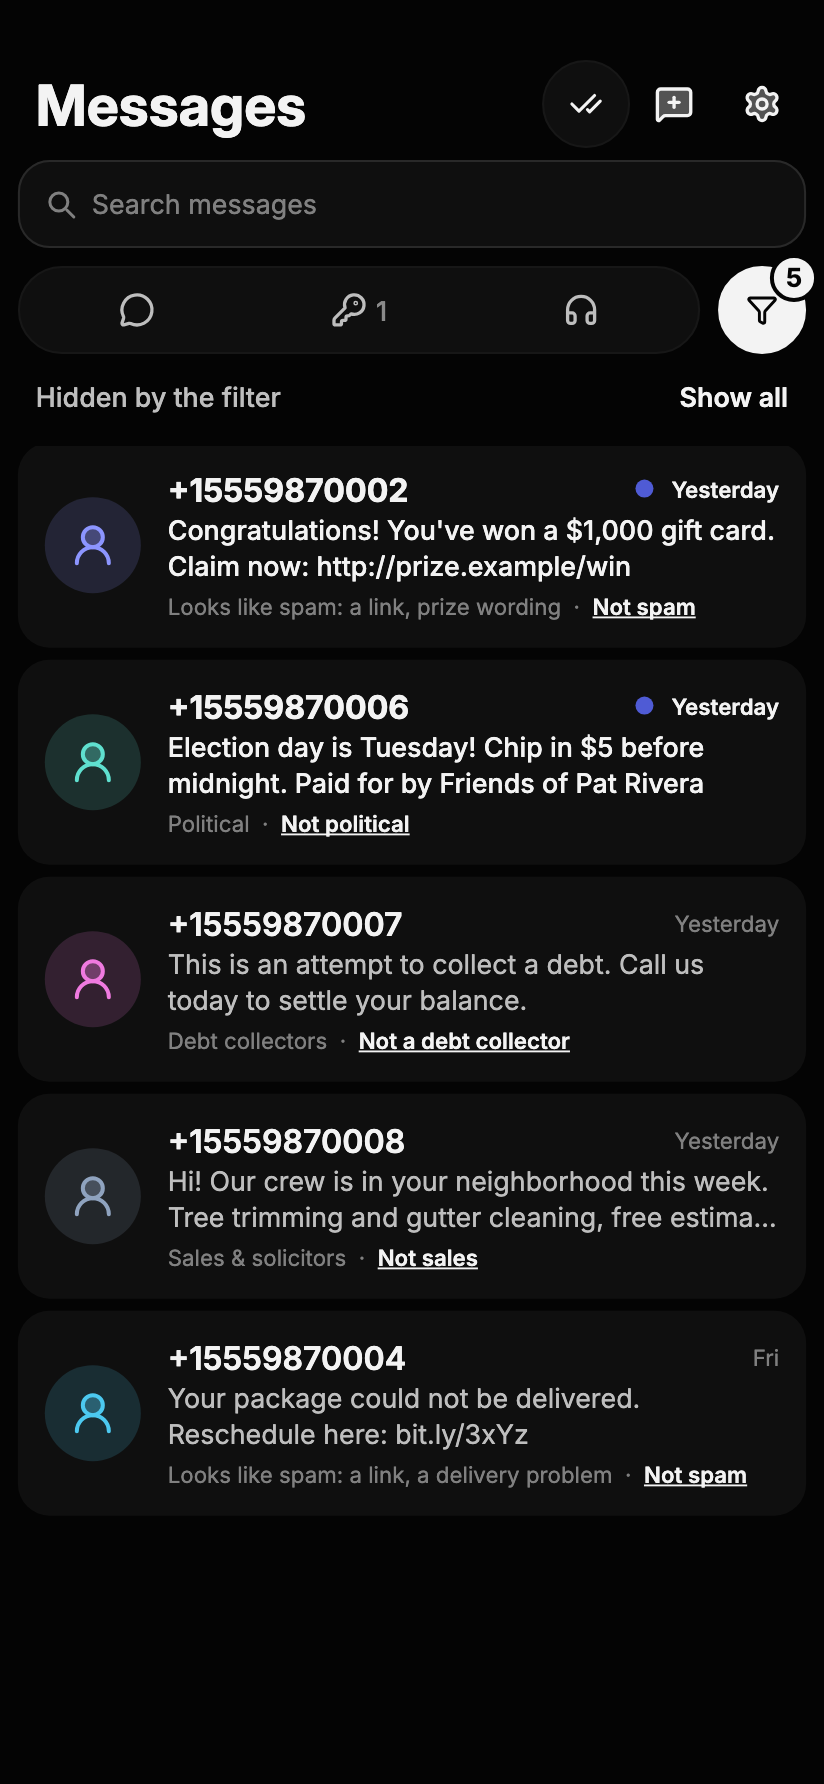 Messages
Search messages
1
5
Hidden by the filter
Show all
+15559870002
Yesterday
Congratulations! You've won a $1,000 gift card.
Claim now: http://prize.example/win
Looks like spam: a link, prize wording · Not spam
+15559870006
Yesterday
Election day is Tuesday! Chip in $5 before
midnight. Paid for by Friends of Pat Rivera
Political · Not political
+15559870007
Yesterday
This is an attempt to collect a debt. Call us
today to settle your balance.
Debt collectors · Not a debt collector
+15559870008
Yesterday
Hi! Our crew is in your neighborhood this week.
Tree trimming and gutter cleaning, free estima...
Sales & solicitors · Not sales
+15559870004
Fri
Your package could not be delivered.
Reschedule here: bit.ly/3xYz
Looks like spam: a link, a delivery problem · Not spam